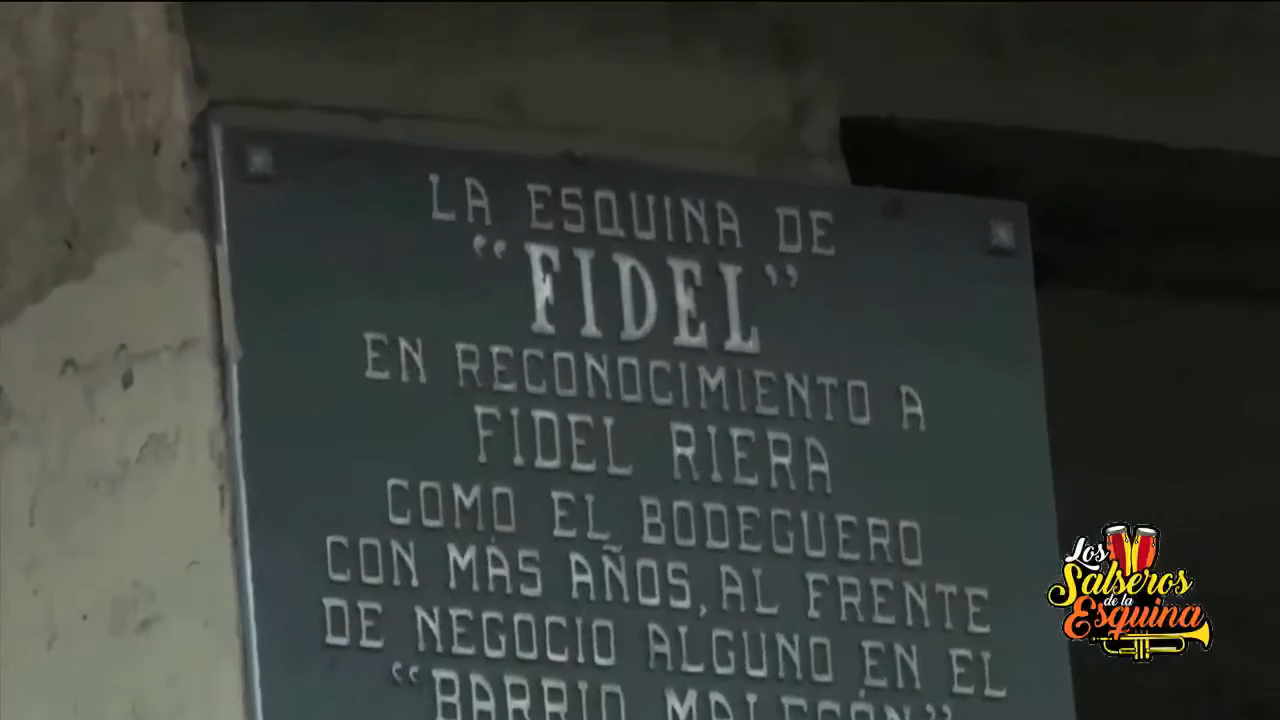 LA ESQUINA DE
"FIDEL"
EN RECONOCIMIENTO A
FIDEL RIERA
COMO EL BODEGUERO
CON MÁS AÑOS, AL FRENTE
DE NEGOCIO ALGUNO EN EL
"BARRIO MALECÓN"
Los
Salseros
de la
Esquina